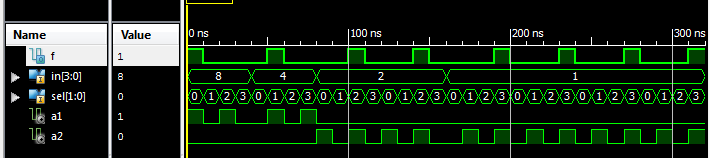 Name Value 0 ns 100 ns 200 ns 300 ns
f 1
in[3:0] 8 8 4 2 1
sel[1:0] 0 0 1 2 3 0 1 2 3 0 1 2 3 0 1 2 3 0 1 2 3 0 1 2 3 0 1 2 3 0 1 2 3
a1 1
a2 0